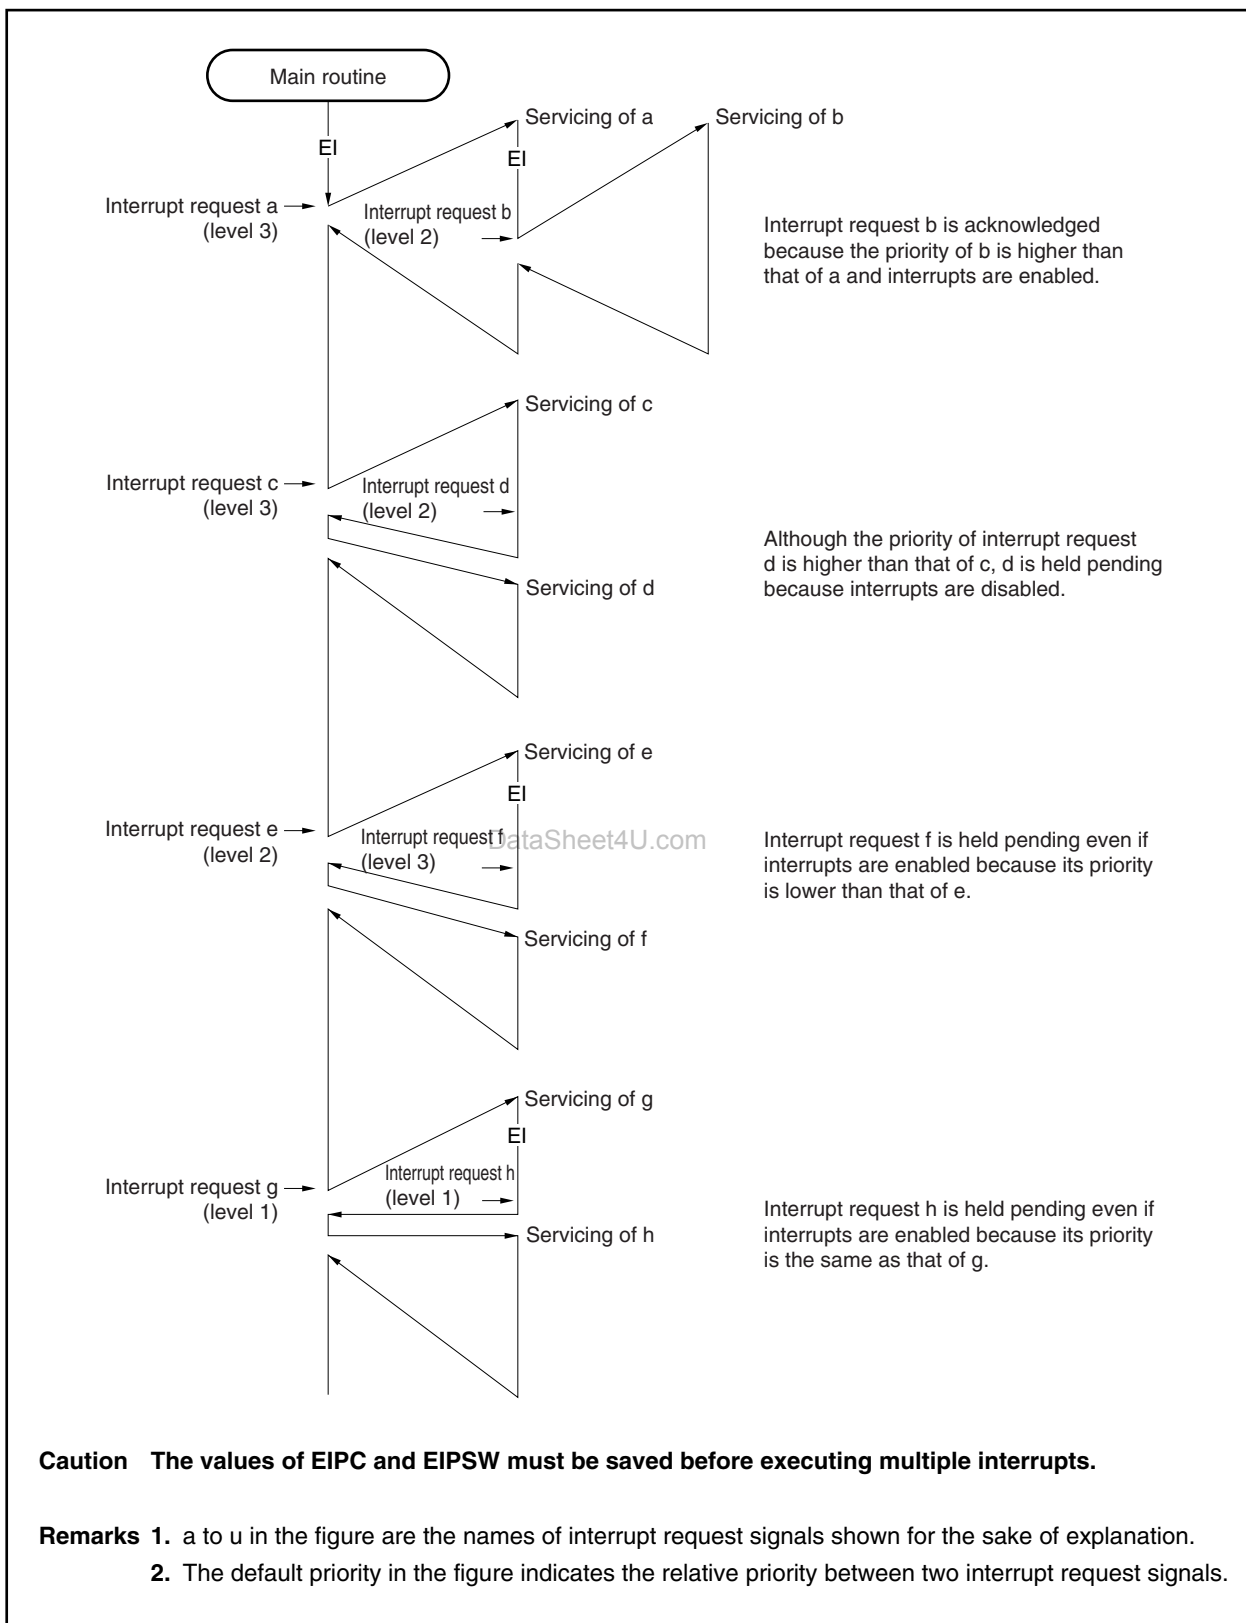 Main routine
EI
Servicing of a
Servicing of b
EI
Interrupt request a
(level 3)
Interrupt request b
(level 2)
Interrupt request b is acknowledged
because the priority of b is higher than
that of a and interrupts are enabled.
Servicing of c
Interrupt request c
(level 3)
Interrupt request d
(level 2)
Although the priority of interrupt request
d is higher than that of c, d is held pending
because interrupts are disabled.
Servicing of d
Servicing of e
EI
Interrupt request e
(level 2)
Interrupt request f
(level 3)
DataSheet4U.com
Interrupt request f is held pending even if
interrupts are enabled because its priority
is lower than that of e.
Servicing of f
Servicing of g
EI
Interrupt request g
(level 1)
Interrupt request h
(level 1)
Interrupt request h is held pending even if
interrupts are enabled because its priority
is the same as that of g.
Servicing of h
Caution The values of EIPC and EIPSW must be saved before executing multiple interrupts.
Remarks 1. a to u in the figure are the names of interrupt request signals shown for the sake of explanation.
2. The default priority in the figure indicates the relative priority between two interrupt request signals.